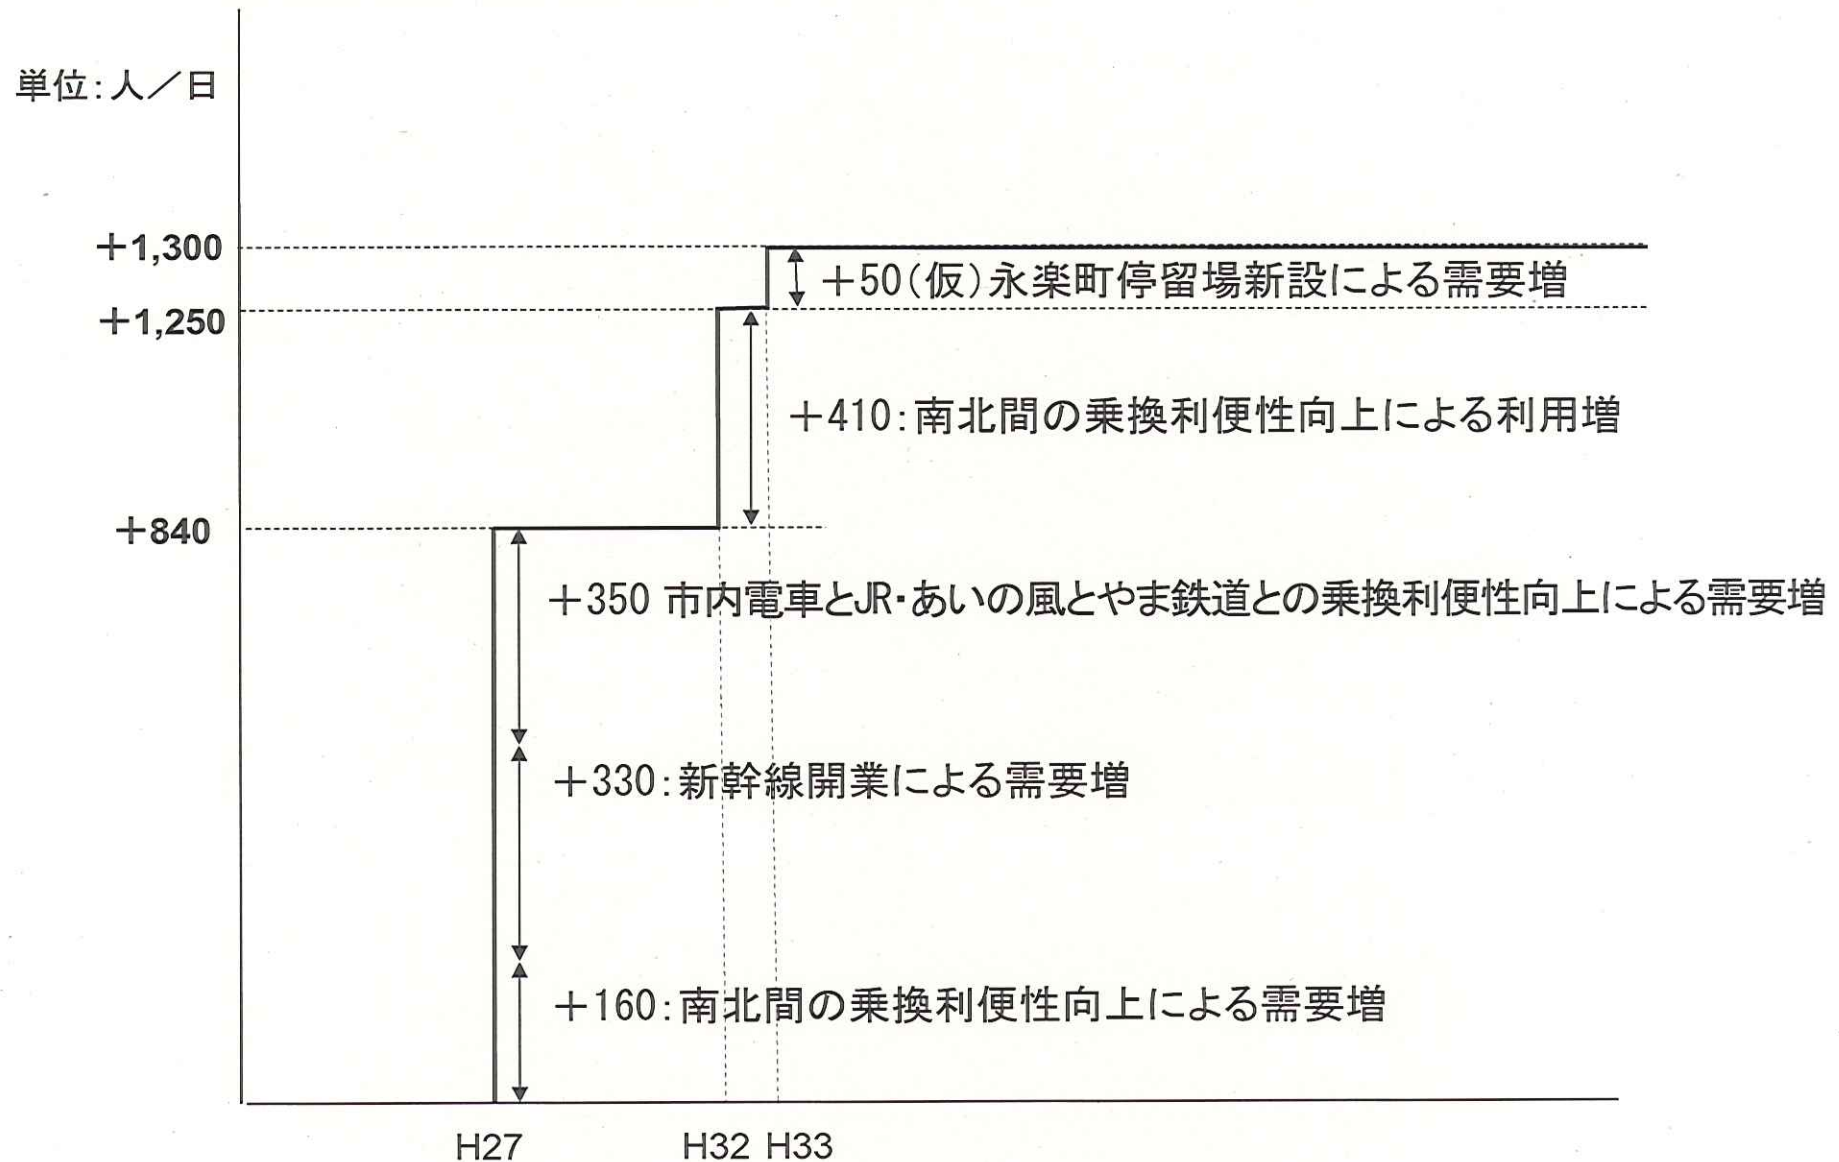 単位:人／日
+1,300
+50(仮)永楽町停留場新設による需要増
+1,250
+410:南北間の乗換利便性向上による利用増
+840
+350 市内電車とJR・あいの風とやま鉄道との乗換利便性向上による需要増
+330:新幹線開業による需要増
+160:南北間の乗換利便性向上による需要増
H27 H32 H33